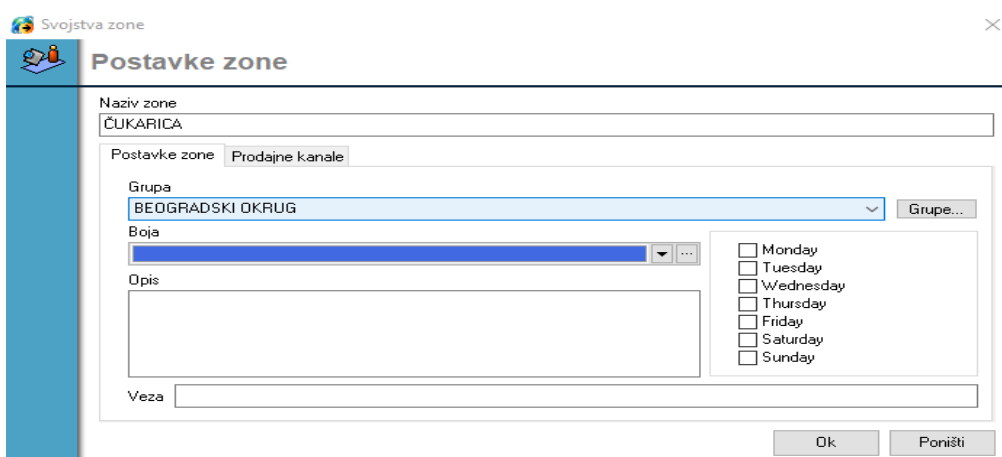 Svojstva zone
Postavke zone
Naziv zone
ČUKARICA
Postavke zone Prodajne kanale
Grupa
BEOGRADSKI OKRUG Grupe...
Boja
Monday
Tuesday
Opis
Wednesday
Thursday
Friday
Saturday
Sunday
Veza
Ok Poništi